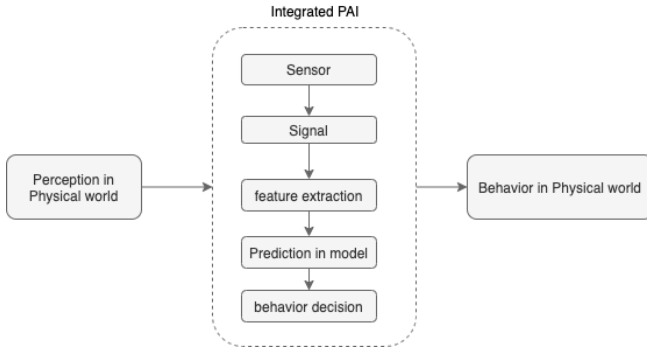 Integrated PAI
Sensor
Signal
Perception in
Physical world
feature extraction
Behavior in Physical world
Prediction in model
behavior decision